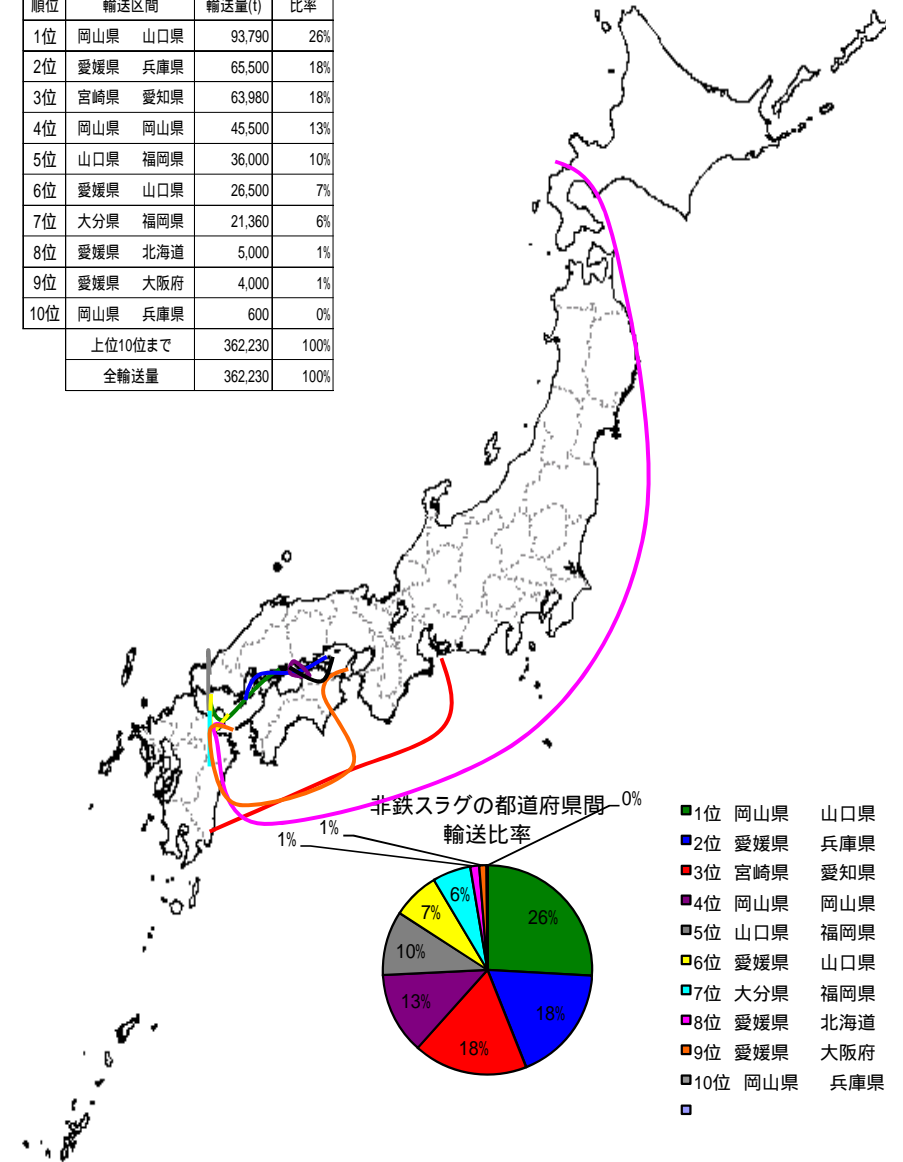 順位 輸送区間 輸送量(t) 比率
1位 岡山県 山口県 93,790 26%
2位 愛媛県 兵庫県 65,500 18%
3位 宮崎県 愛知県 63,980 18%
4位 岡山県 岡山県 45,500 13%
5位 山口県 福岡県 36,000 10%
6位 愛媛県 山口県 26,500 7%
7位 大分県 福岡県 21,360 6%
8位 愛媛県 北海道 5,000 1%
9位 愛媛県 大阪府 4,000 1%
10位 岡山県 兵庫県 600 0%
上位10位まで 362,230 100%
全輸送量 362,230 100%
非鉄スラグの都道府県間
輸送比率
0%
1%
1%
6%
7%
10%
13%
18%
18%
26%
1位 岡山県 山口県
2位 愛媛県 兵庫県
3位 宮崎県 愛知県
4位 岡山県 岡山県
5位 山口県 福岡県
6位 愛媛県 山口県
7位 大分県 福岡県
8位 愛媛県 北海道
9位 愛媛県 大阪府
10位 岡山県 兵庫県